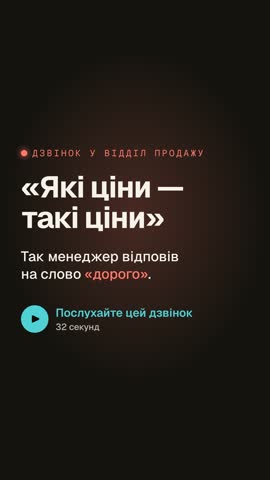 ДЗВІНОК У ВІДДІЛ ПРОДАЖУ
«Які ціни —
такі ціни»
Так менеджер відповів
на слово «дорого».
Послухайте цей дзвінок
32 секунд